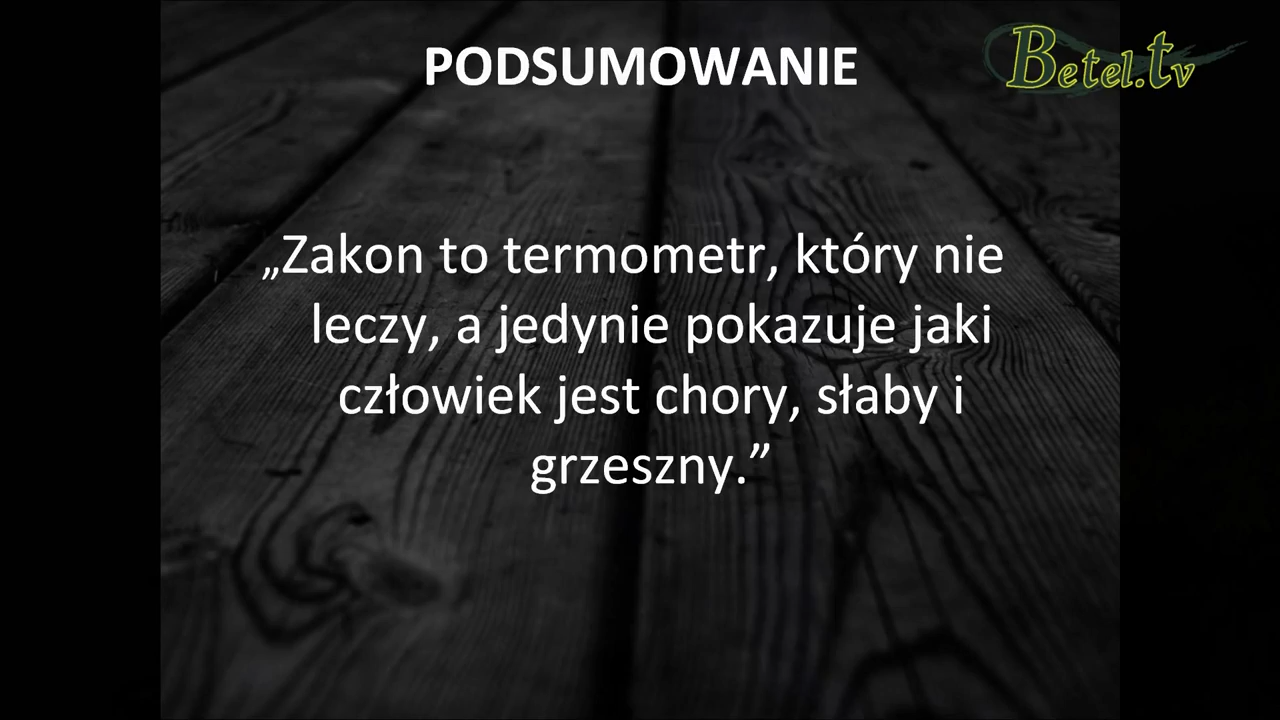 PODSUMOWANIE
Betel.tv
„Zakon to termometr, który nie
leczy, a jedynie pokazuje jaki
człowiek jest chory, słaby i
grzeszny.”